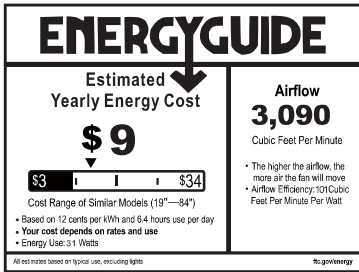 ENERGYGUIDE
Estimated
Yearly Energy Cost
$9
$3
$34
Cost Range of Similar Models (19"—84")
• Based on 12 cents per kWh and 6.4 hours use per day
• Your cost depends on rates and use
• Energy Use: 31 Watts
Airflow
3,090
Cubic Feet Per Minute
• The higher the airflow, the
more air the fan will move
• Airflow Efficiency:101Cubic
Feet Per Minute Per Watt
All estimates based on typical use, excluding lights
ftc.gov/energy